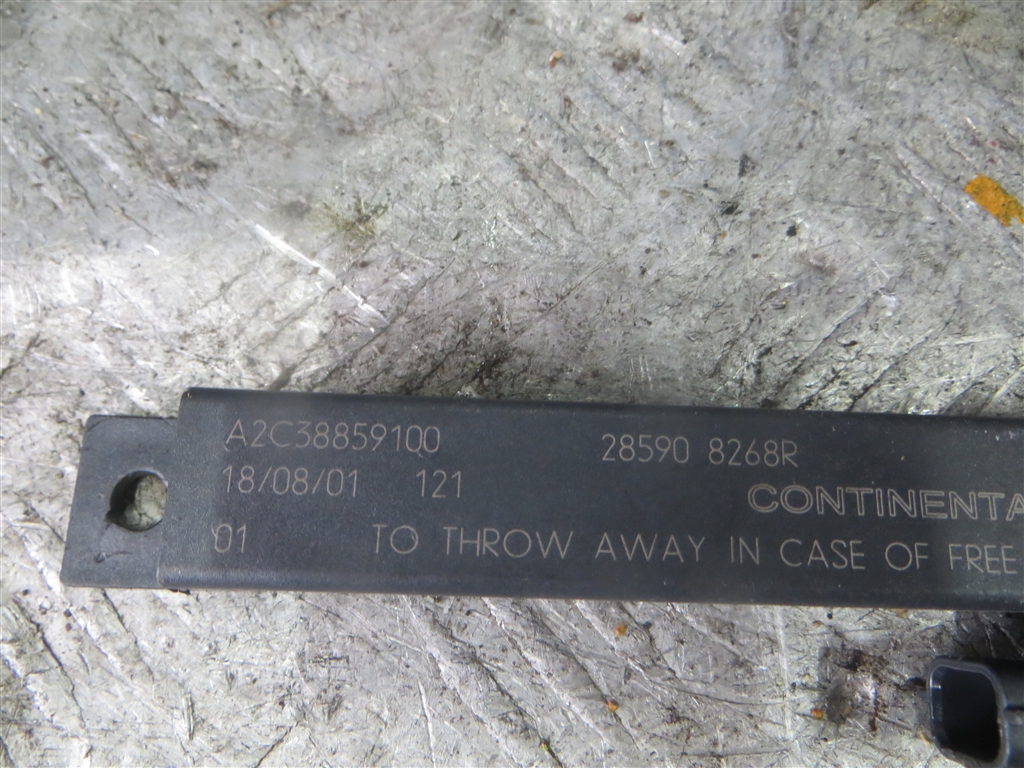 A2C38859100 28590 8268R
18/08/01 121
CONTINENTA
01 TO THROW AWAY IN CASE OF FREE